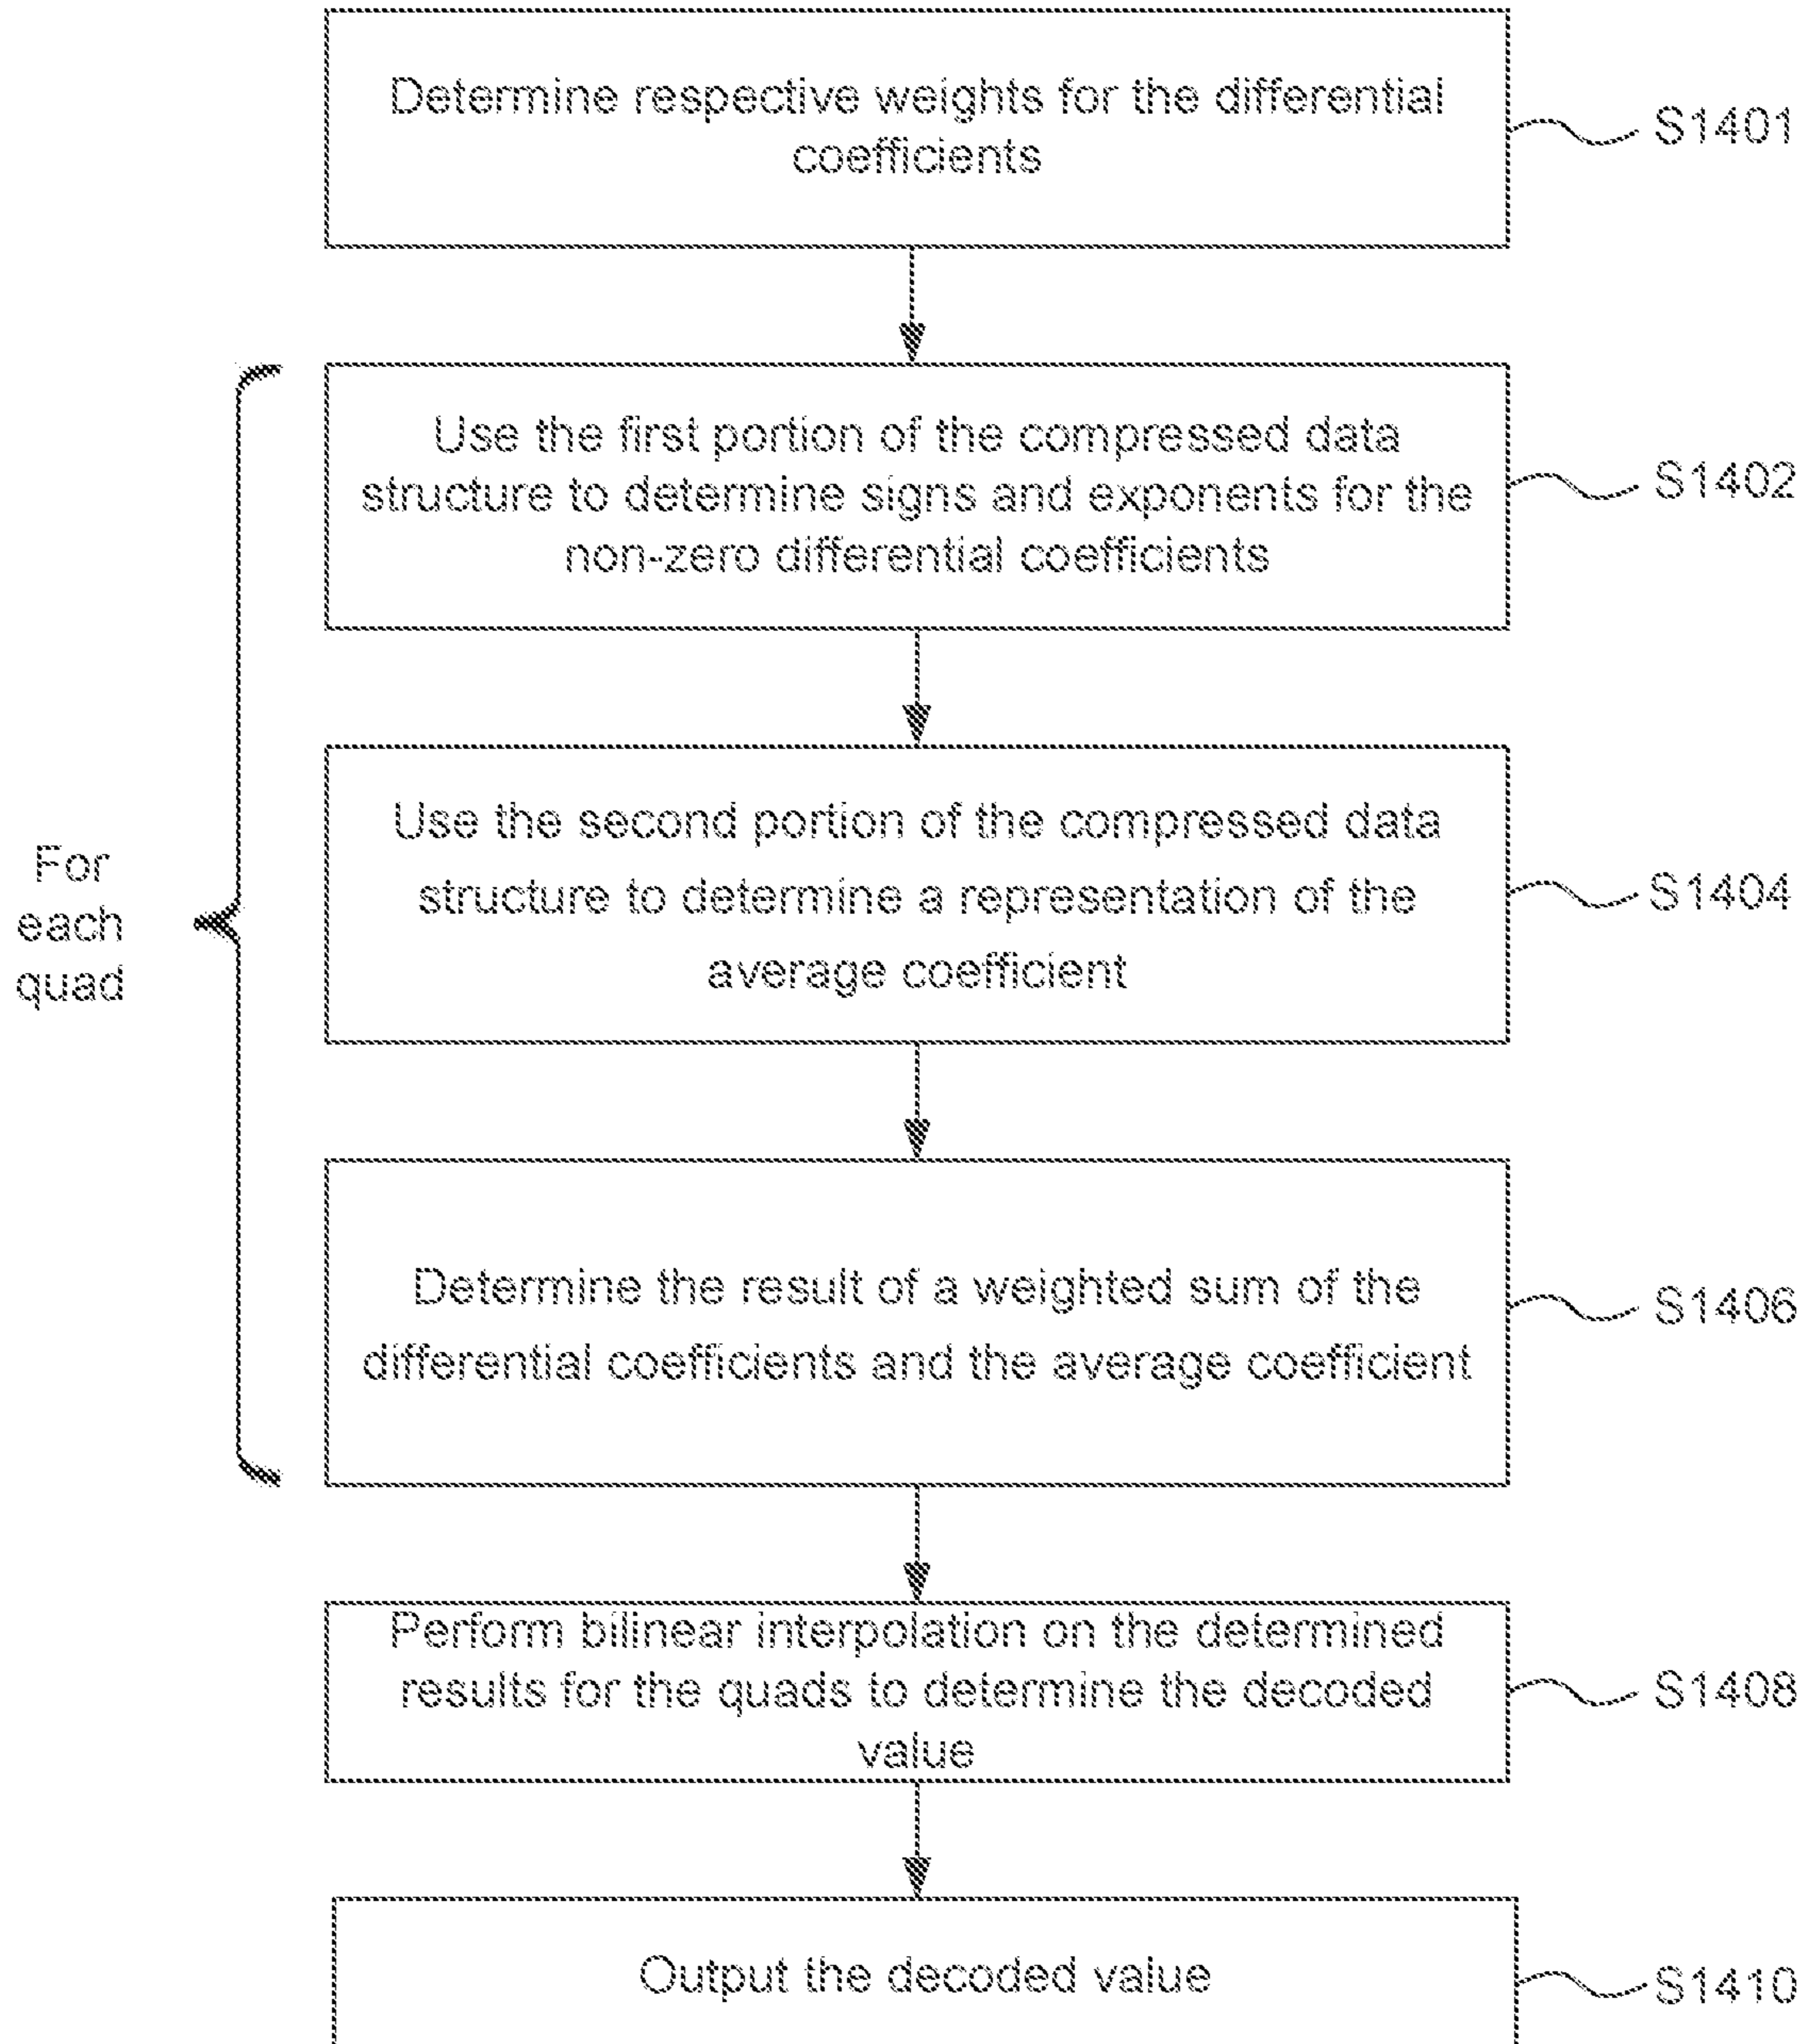 Determine respective weights for the differential
coefficients
S1401
Use the first portion of the compressed data
structure to determine signs and exponents for the
non-zero differential coefficients
S1402
For
each
quad
Use the second portion of the compressed data
structure to determine a representation of the
average coefficient
S1404
Determine the result of a weighted sum of the
differential coefficients and the average coefficient
S1406
Perform bilinear interpolation on the determined
results for the quads to determine the decoded
value
S1408
Output the decoded value
S1410